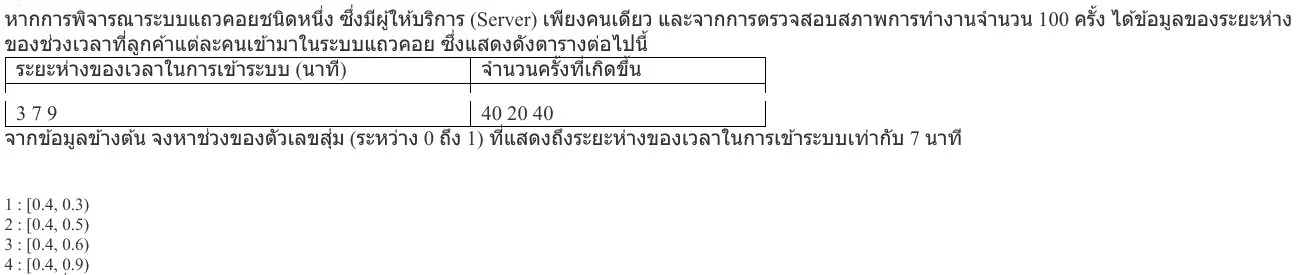 หากการพิจารณาระบบแถวคอยชนิดหนึ่ง ซึ่งมีผู้ให้บริการ (Server) เพียงคนเดียว และจากการตรวจสอบสภาพการทำงานจำนวน 100 ครั้ง ได้ข้อมูลของระยะห่าง
ของช่วงเวลาที่ลูกค้าแต่ละคนเข้ามาในระบบแถวคอย ซึ่งแสดงดังตารางต่อไปนี้
ระยะห่างของเวลาในการเข้าระบบ (นาที) จำนวนครั้งที่เกิดขึ้น
3 7 9 40 20 40
จากข้อมูลข้างต้น จงหาช่วงของตัวเลขสุ่ม (ระหว่าง 0 ถึง 1) ที่แสดงถึงระยะห่างของเวลาในการเข้าระบบเท่ากับ 7 นาที
1 : [0.4, 0.3)
2 : [0.4, 0.5)
3 : [0.4, 0.6)
4 : [0.4, 0.9)